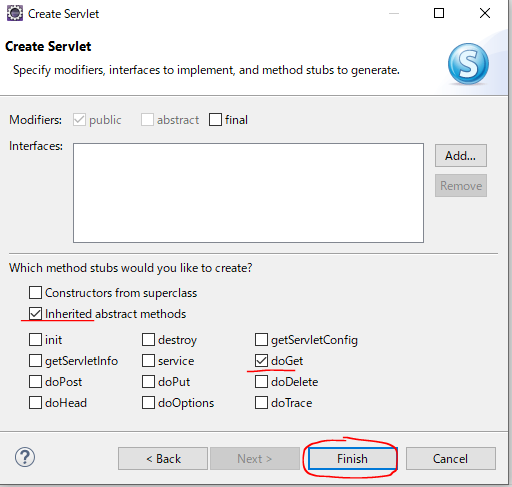 Create Servlet
Create Servlet
Specify modifiers, interfaces to implement, and method stubs to generate.
S
Modifiers: public abstract final
Interfaces:
Add...
Remove
Which method stubs would you like to create?
Constructors from superclass
Inherited abstract methods
init destroy getServletConfig
getServletInfo service doGet
doPost doPut doDelete
doHead doOptions doTrace
? < Back Next > Finish Cancel